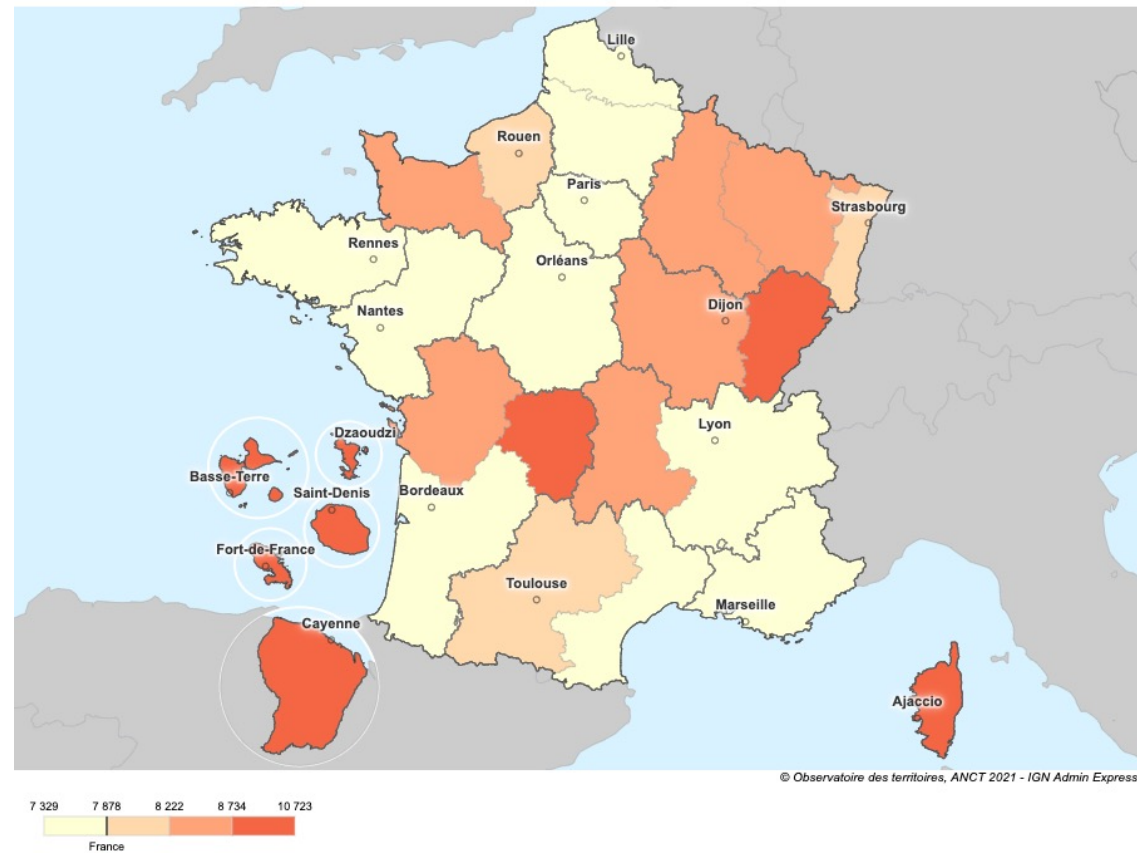 Lille
Rouen
Paris
Strasbourg
Rennes
Orléans
Nantes
Dijon
Lyon
Dzaoudzi
Basse-Terre
Saint-Denis
Bordeaux
Fort-de-France
Toulouse
Marseille
Cayenne
Ajaccio
© Observatoire des territoires, ANCT 2021 - IGN Admin Express
7 329 7 878 8 222 8 734 10 723
France